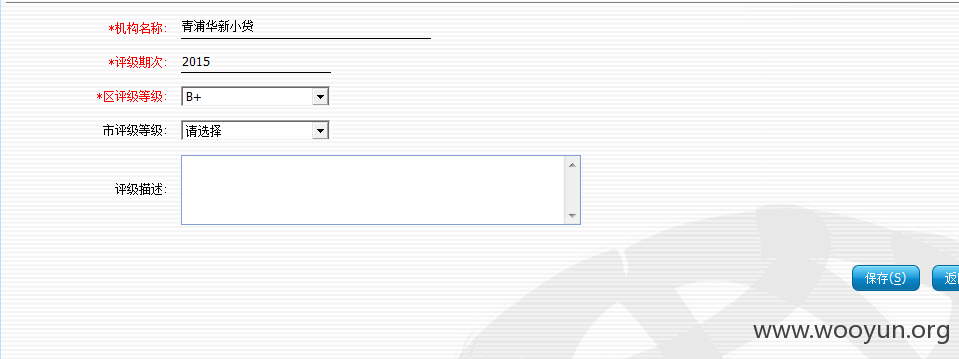 *机构名称: 青浦华新小贷
*评级期次: 2015
*区评级等级: B+
市评级等级: 请选择
评级描述:
保存(S) 返
www.wooyun.org